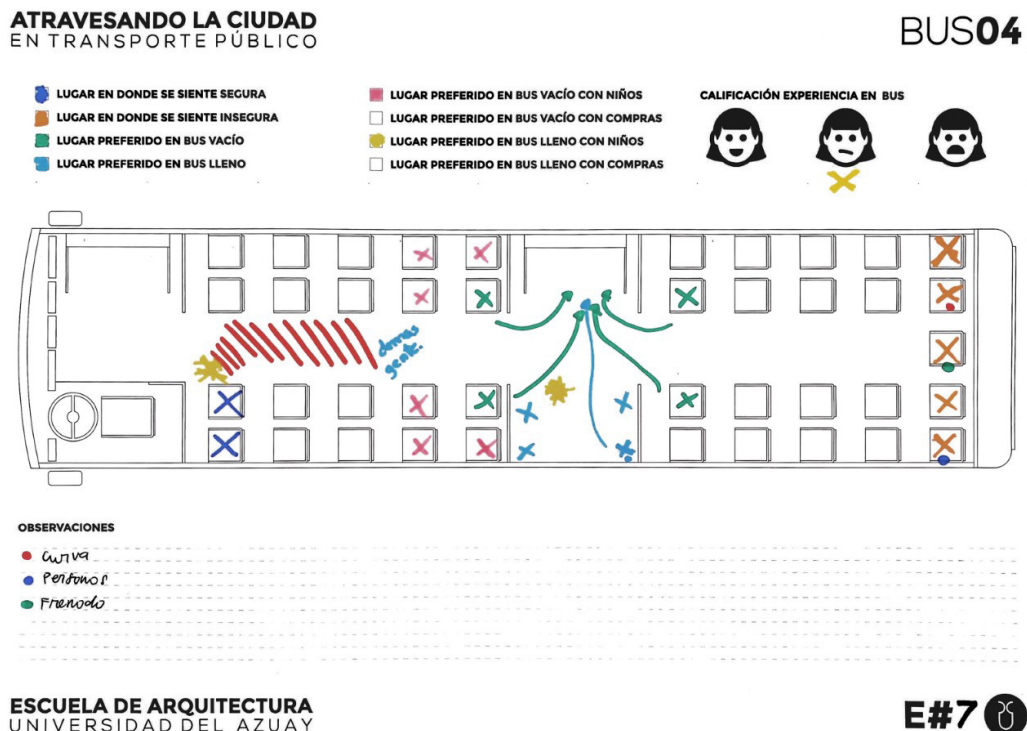 ATRAVESANDO LA CIUDAD
EN TRANSPORTE PÚBLICO
BUS04
LUGAR EN DONDE SE SIENTE SEGURA
LUGAR EN DONDE SE SIENTE INSEGURA
LUGAR PREFERIDO EN BUS VACÍO
LUGAR PREFERIDO EN BUS LLENO
LUGAR PREFERIDO EN BUS VACÍO CON NIÑOS
LUGAR PREFERIDO EN BUS VACÍO CON COMPRAS
LUGAR PREFERIDO EN BUS LLENO CON NIÑOS
LUGAR PREFERIDO EN BUS LLENO CON COMPRAS
CALIFICACIÓN EXPERIENCIA EN BUS
gente.
OBSERVACIONES
curva
Personas
Frenado
ESCUELA DE ARQUITECTURA
UNIVERSIDAD DEL AZUAY
E#7